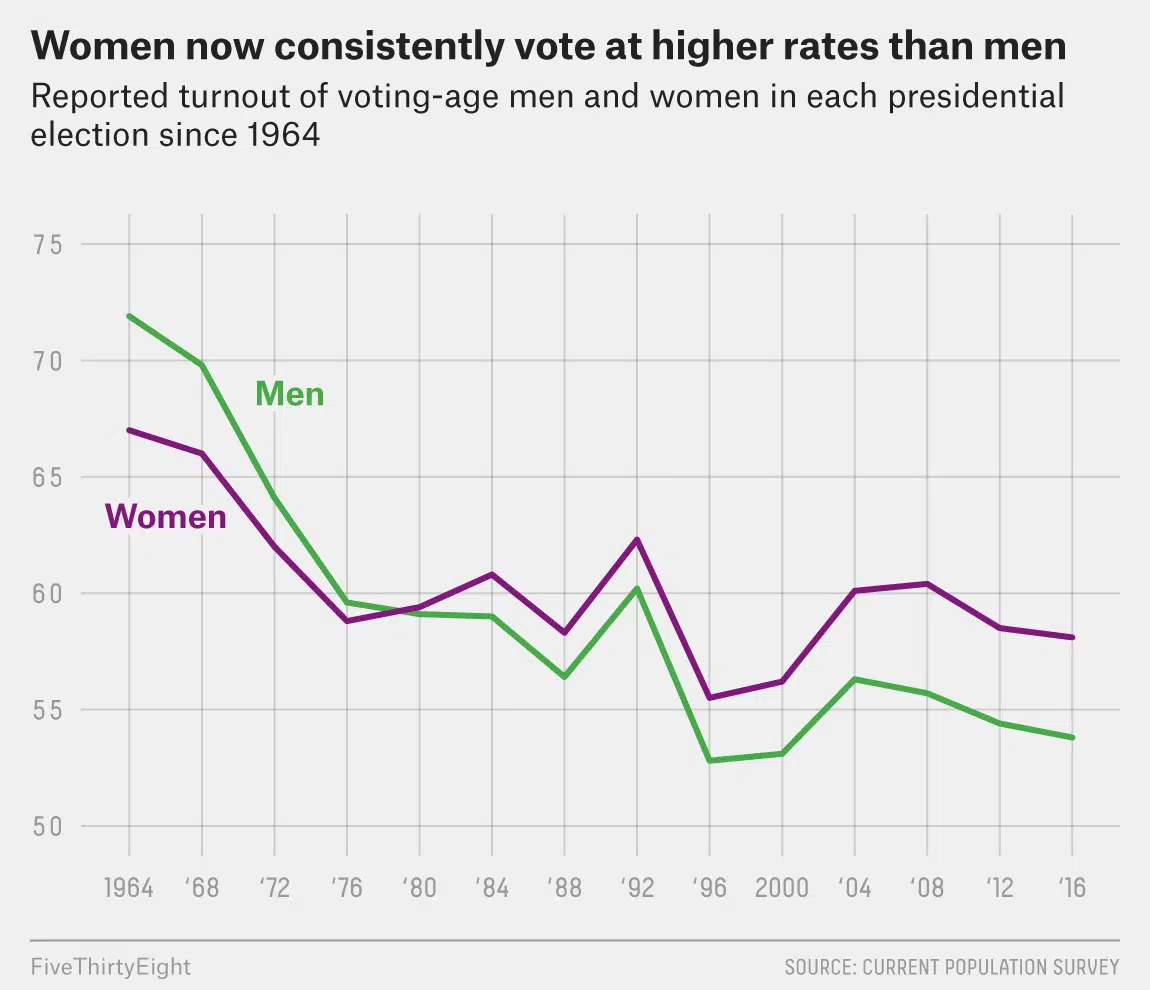 Women now consistently vote at higher rates than men
Reported turnout of voting-age men and women in each presidential
election since 1964
75
70
Men
65
Women
60
55
50
1964 ‘68 ‘72 ‘76 ‘80 ‘84 ‘88 ‘92 ‘96 2000 ‘04 ‘08 ‘12 ‘16
FiveThirtyEight SOURCE: CURRENT POPULATION SURVEY